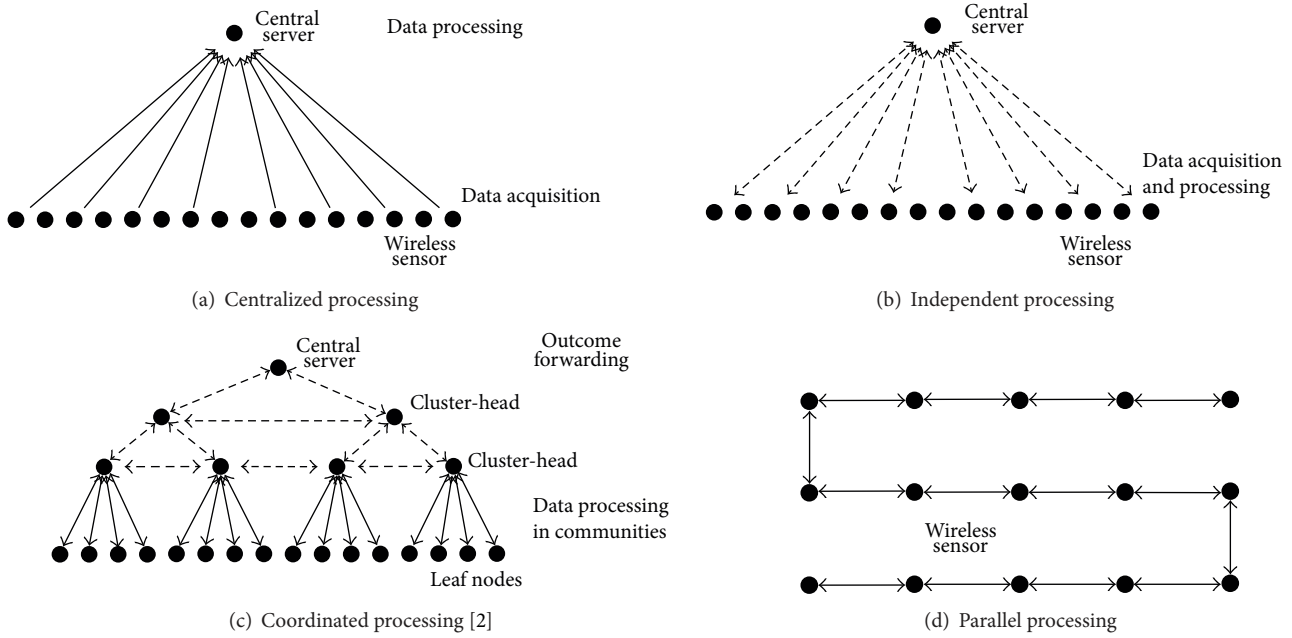 Central
server
Data processing
Data acquisition
Wireless
sensor
(a) Centralized processing
Central
server
Data acquisition
and processing
Wireless
sensor
(b) Independent processing
Central
server
Outcome
forwarding
Cluster-head
Cluster-head
Data processing
in communities
Leaf nodes
(c) Coordinated processing [2]
Wireless
sensor
(d) Parallel processing